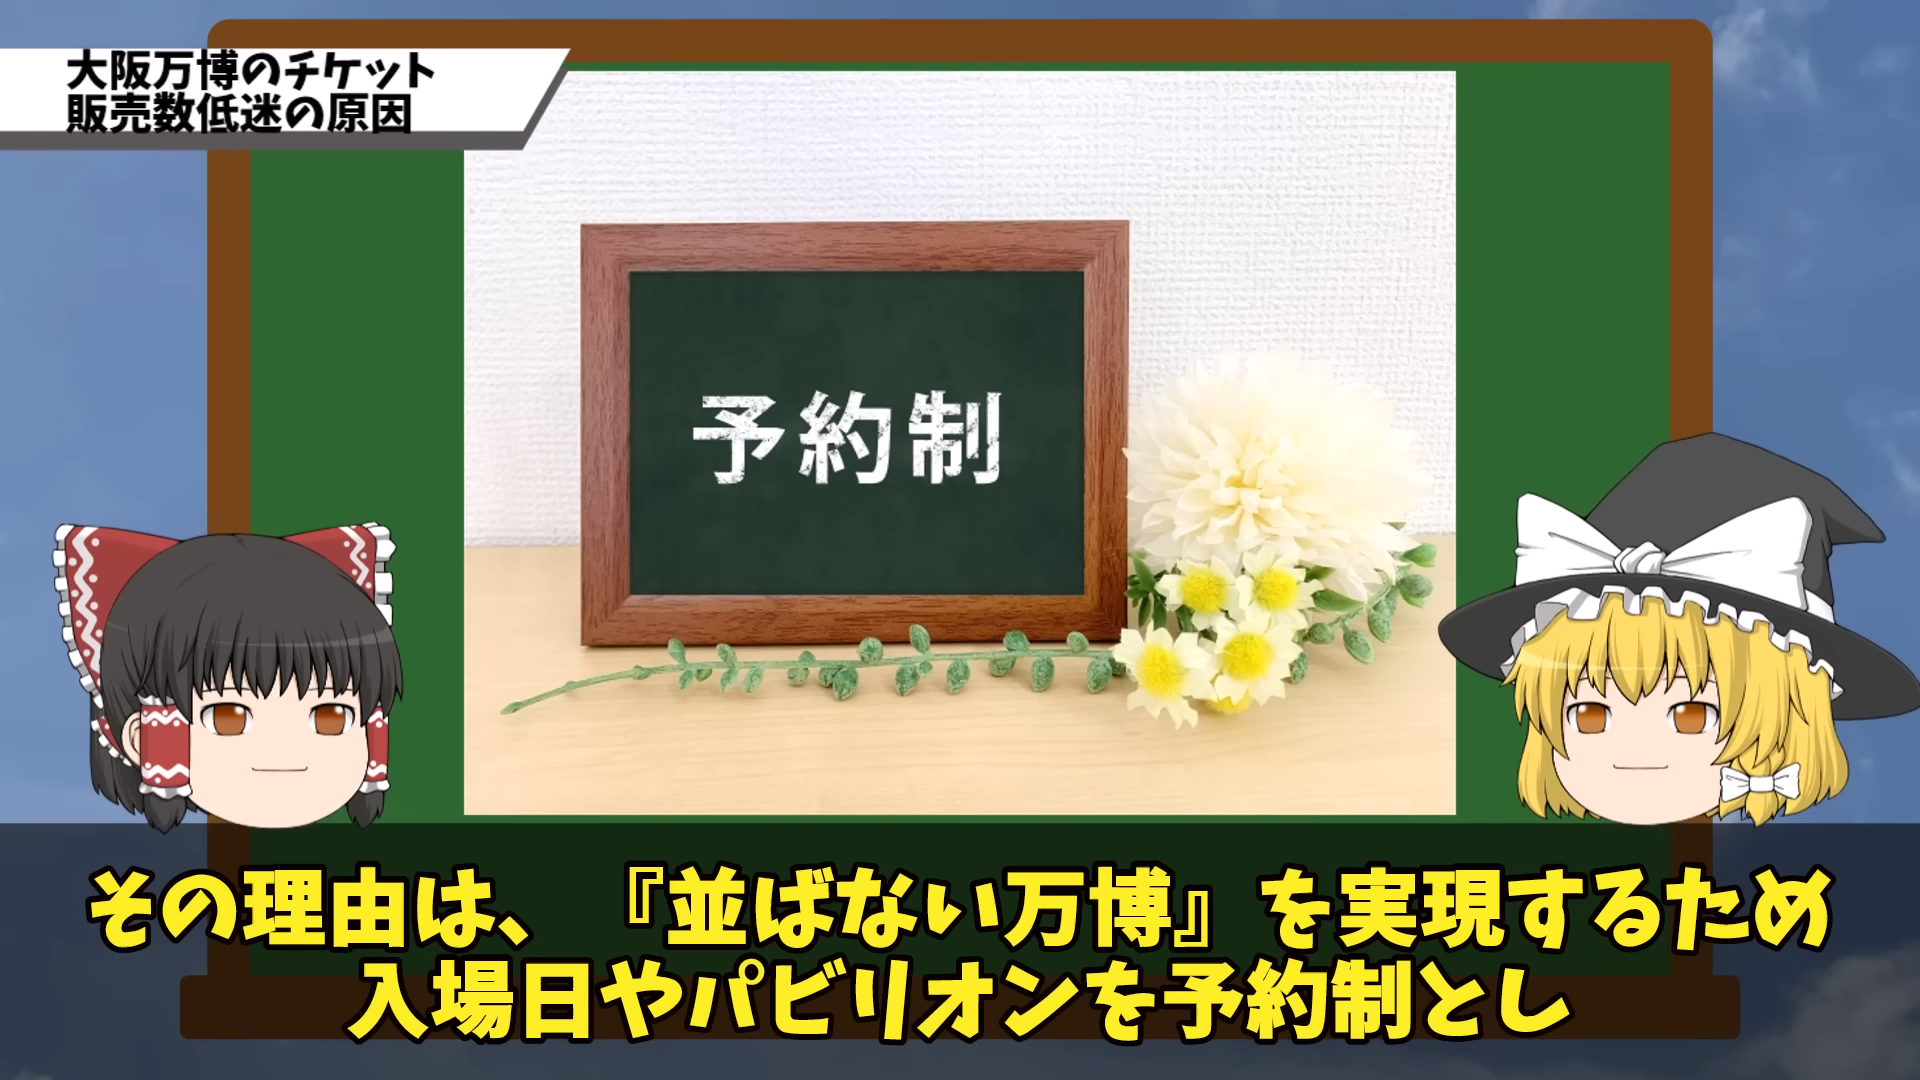 大阪万博のチケット
販売数低迷の原因
予約制
その理由は、『並ばない万博』を実現するため
入場日やパビリオンを予約制とし